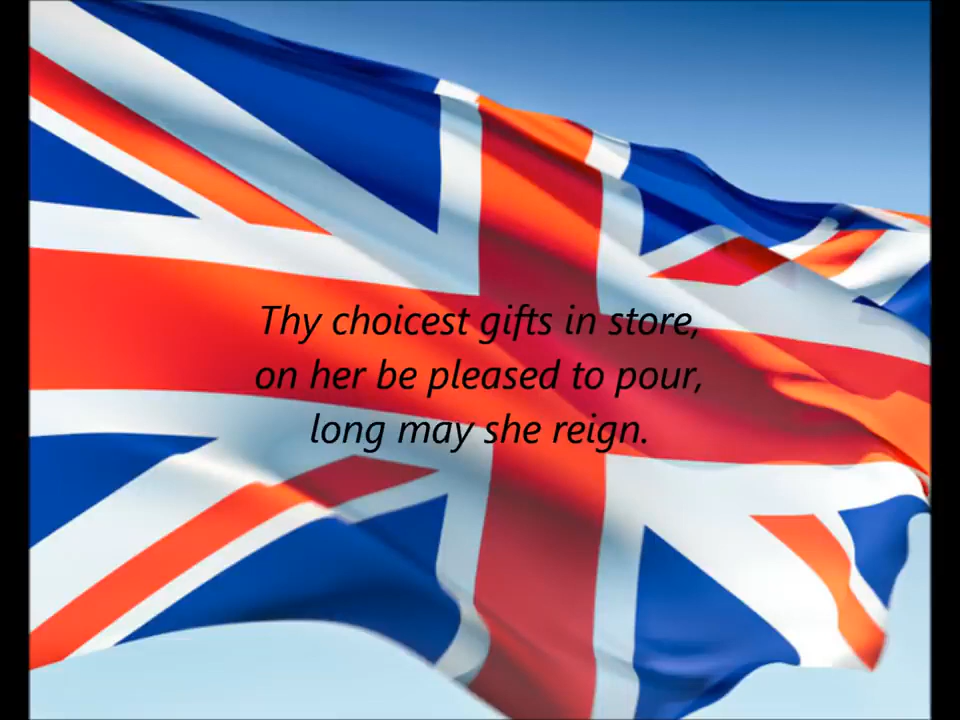 Thy choicest gifts in store,
on her be pleased to pour,
long may she reign.